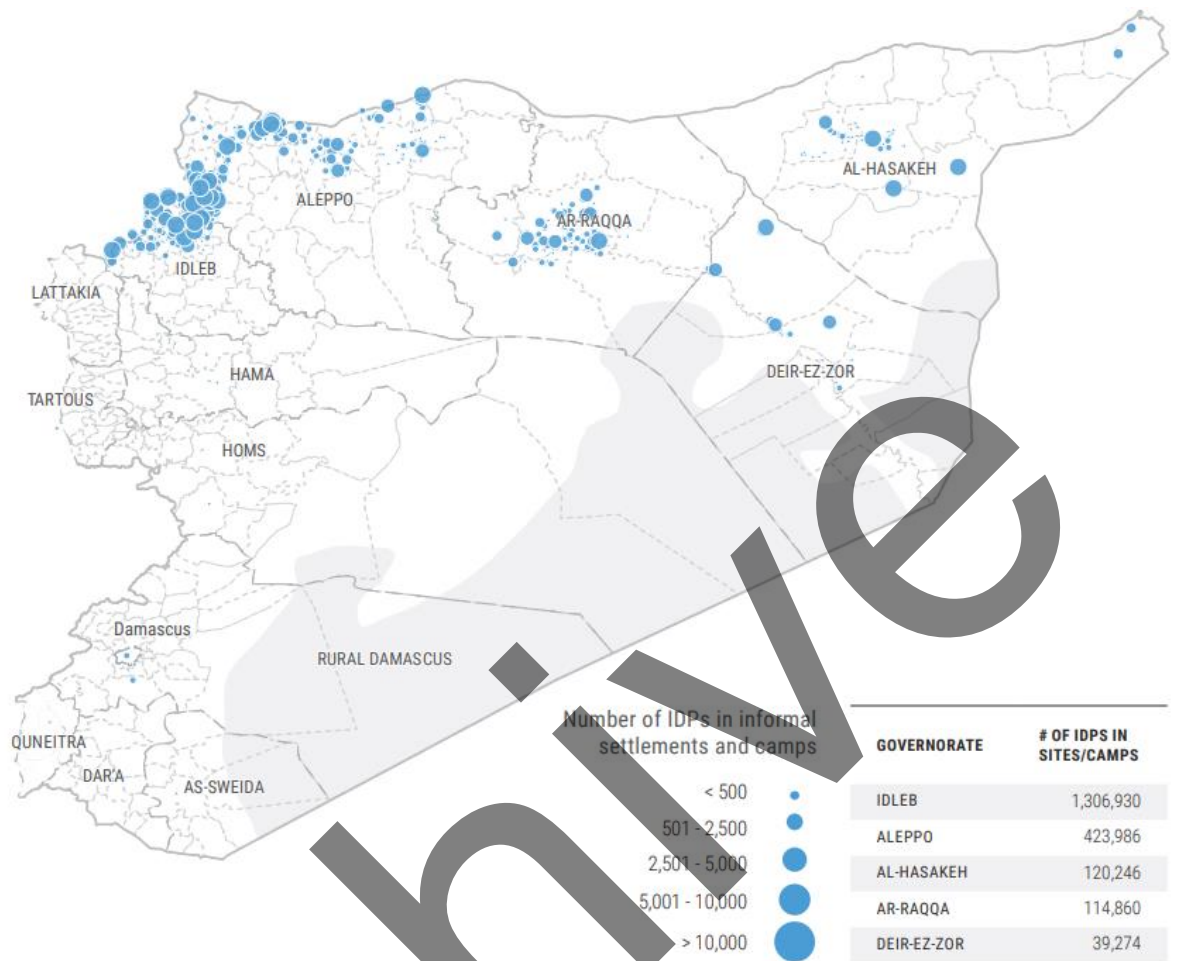 AL-HASAKEH
ALEPPO
AR-RAQQA
IDLEB
LATTAKIA
HAMA
DEIR-EZ-ZOR
TARTOUS
HOMS
Damascus
RURAL DAMASCUS
QUNEITRA
DAR'A
AS-SWEIDA
hive
Number of IDPs in informal
settlements and camps
< 500
501 - 2,500
2,501 - 5,000
5,001 - 10,000
> 10,000
GOVERNORATE # OF IDPS IN
SITES/CAMPS
IDLEB 1,306,930
ALEPPO 423,986
AL-HASAKEH 120,246
AR-RAQQA 114,860
DEIR-EZ-ZOR 39,274